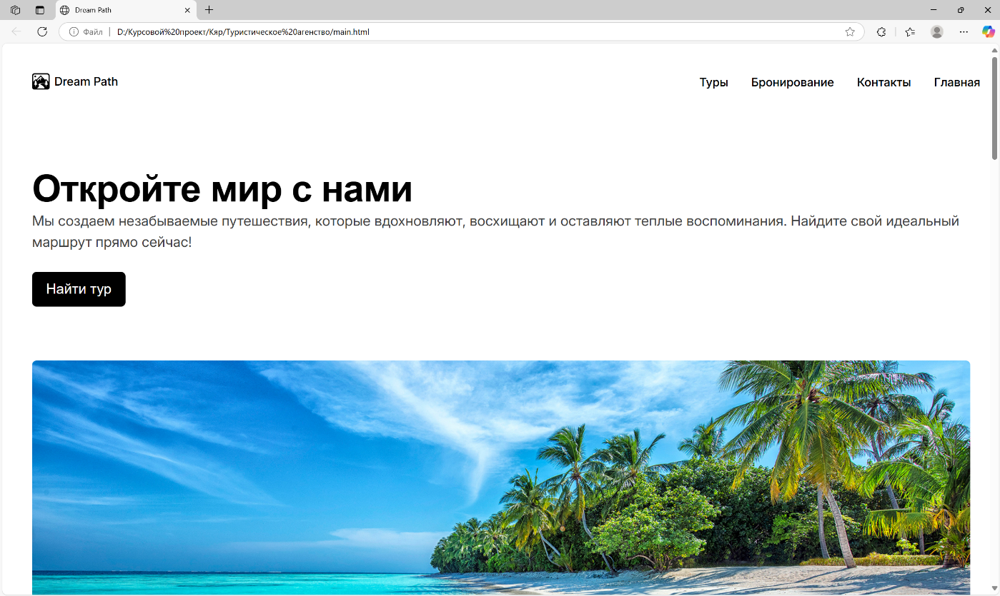 Dream Path
Файл
D:/Курсовой%20проект/Кяр/Туристическое%20агенство/main.html
Dream Path
Туры
Бронирование
Контакты
Главная
Откройте мир с нами
Мы создаем незабываемые путешествия, которые вдохновляют, восхищают и оставляют теплые воспоминания. Найдите свой идеальный
маршрут прямо сейчас!
Найти тур